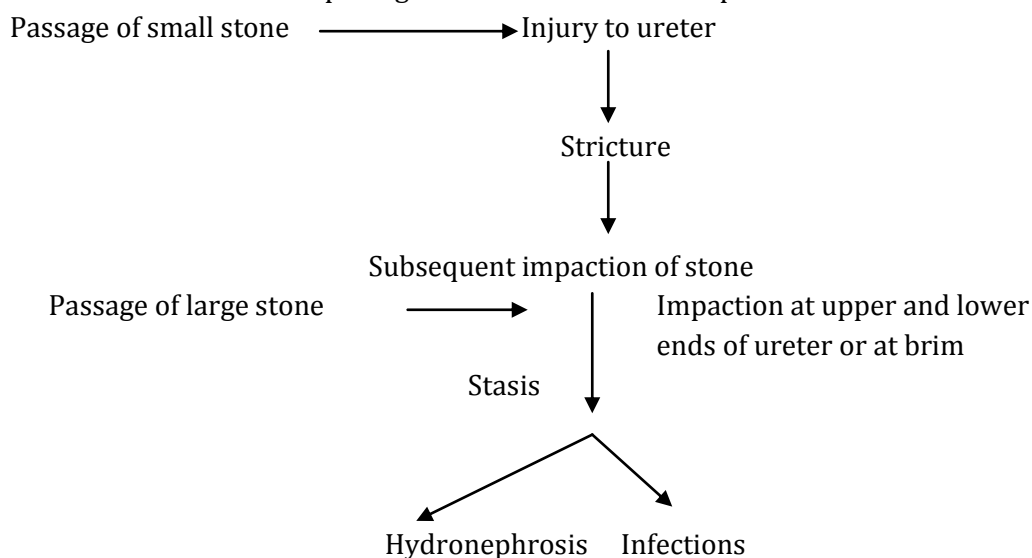 Passage of small stone Injury to ureter
Stricture
Subsequent impaction of stone
Passage of large stone Impaction at upper and lower
ends of ureter or at brim
Stasis
Hydronephrosis Infections